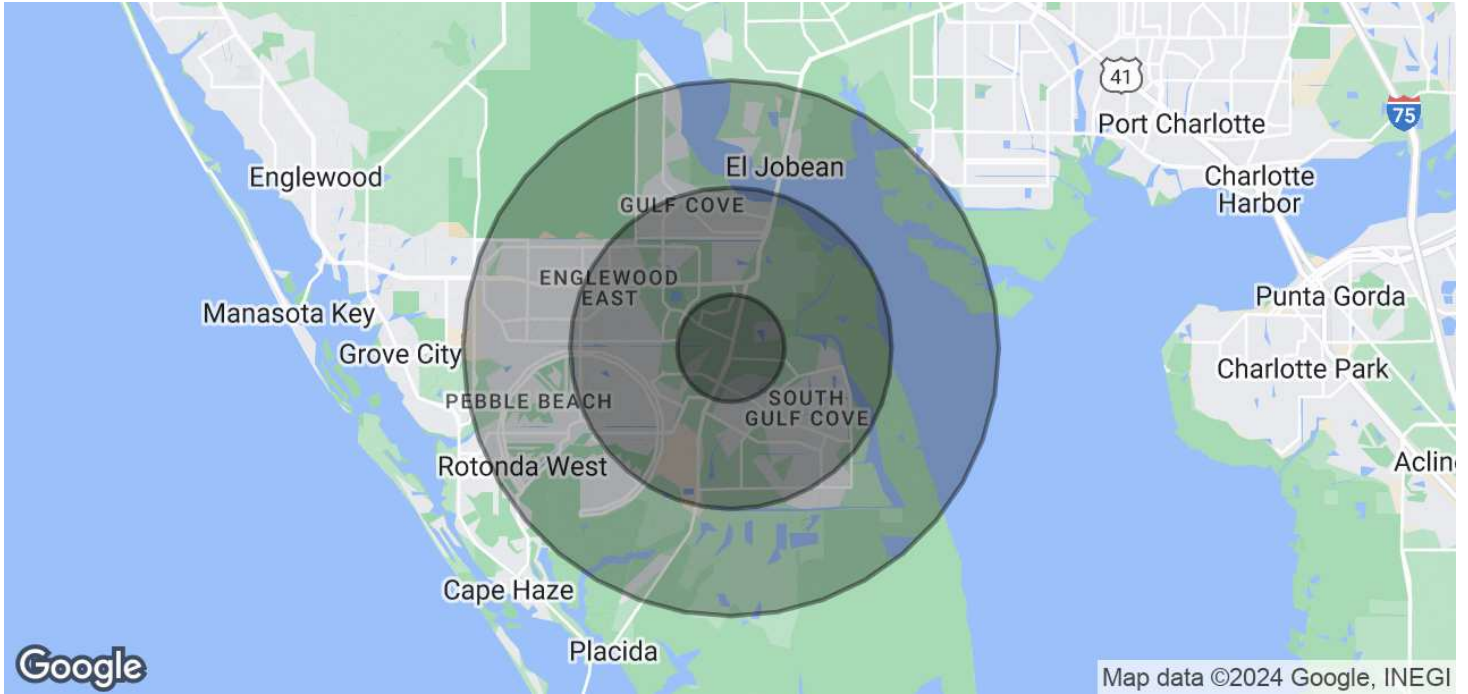 41
75
Port Charlotte
El Jobean
Englewood
Charlotte
Harbor
GULF COVE
ENGLEWOOD
EAST
Manasota Key
Punta Gorda
Grove City
Charlotte Park
PEBBLE BEACH
SOUTH
GULF COVE
Rotonda West
Aclin
Cape Haze
Placida
Google
Map data ©2024 Google, INEGI